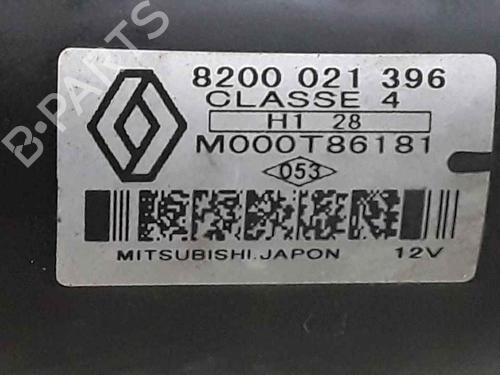 B-PARTS
8200 021 396
CLASSE 4
H1 28
M000T86181
053
MITSUBISHI.JAPON 12V